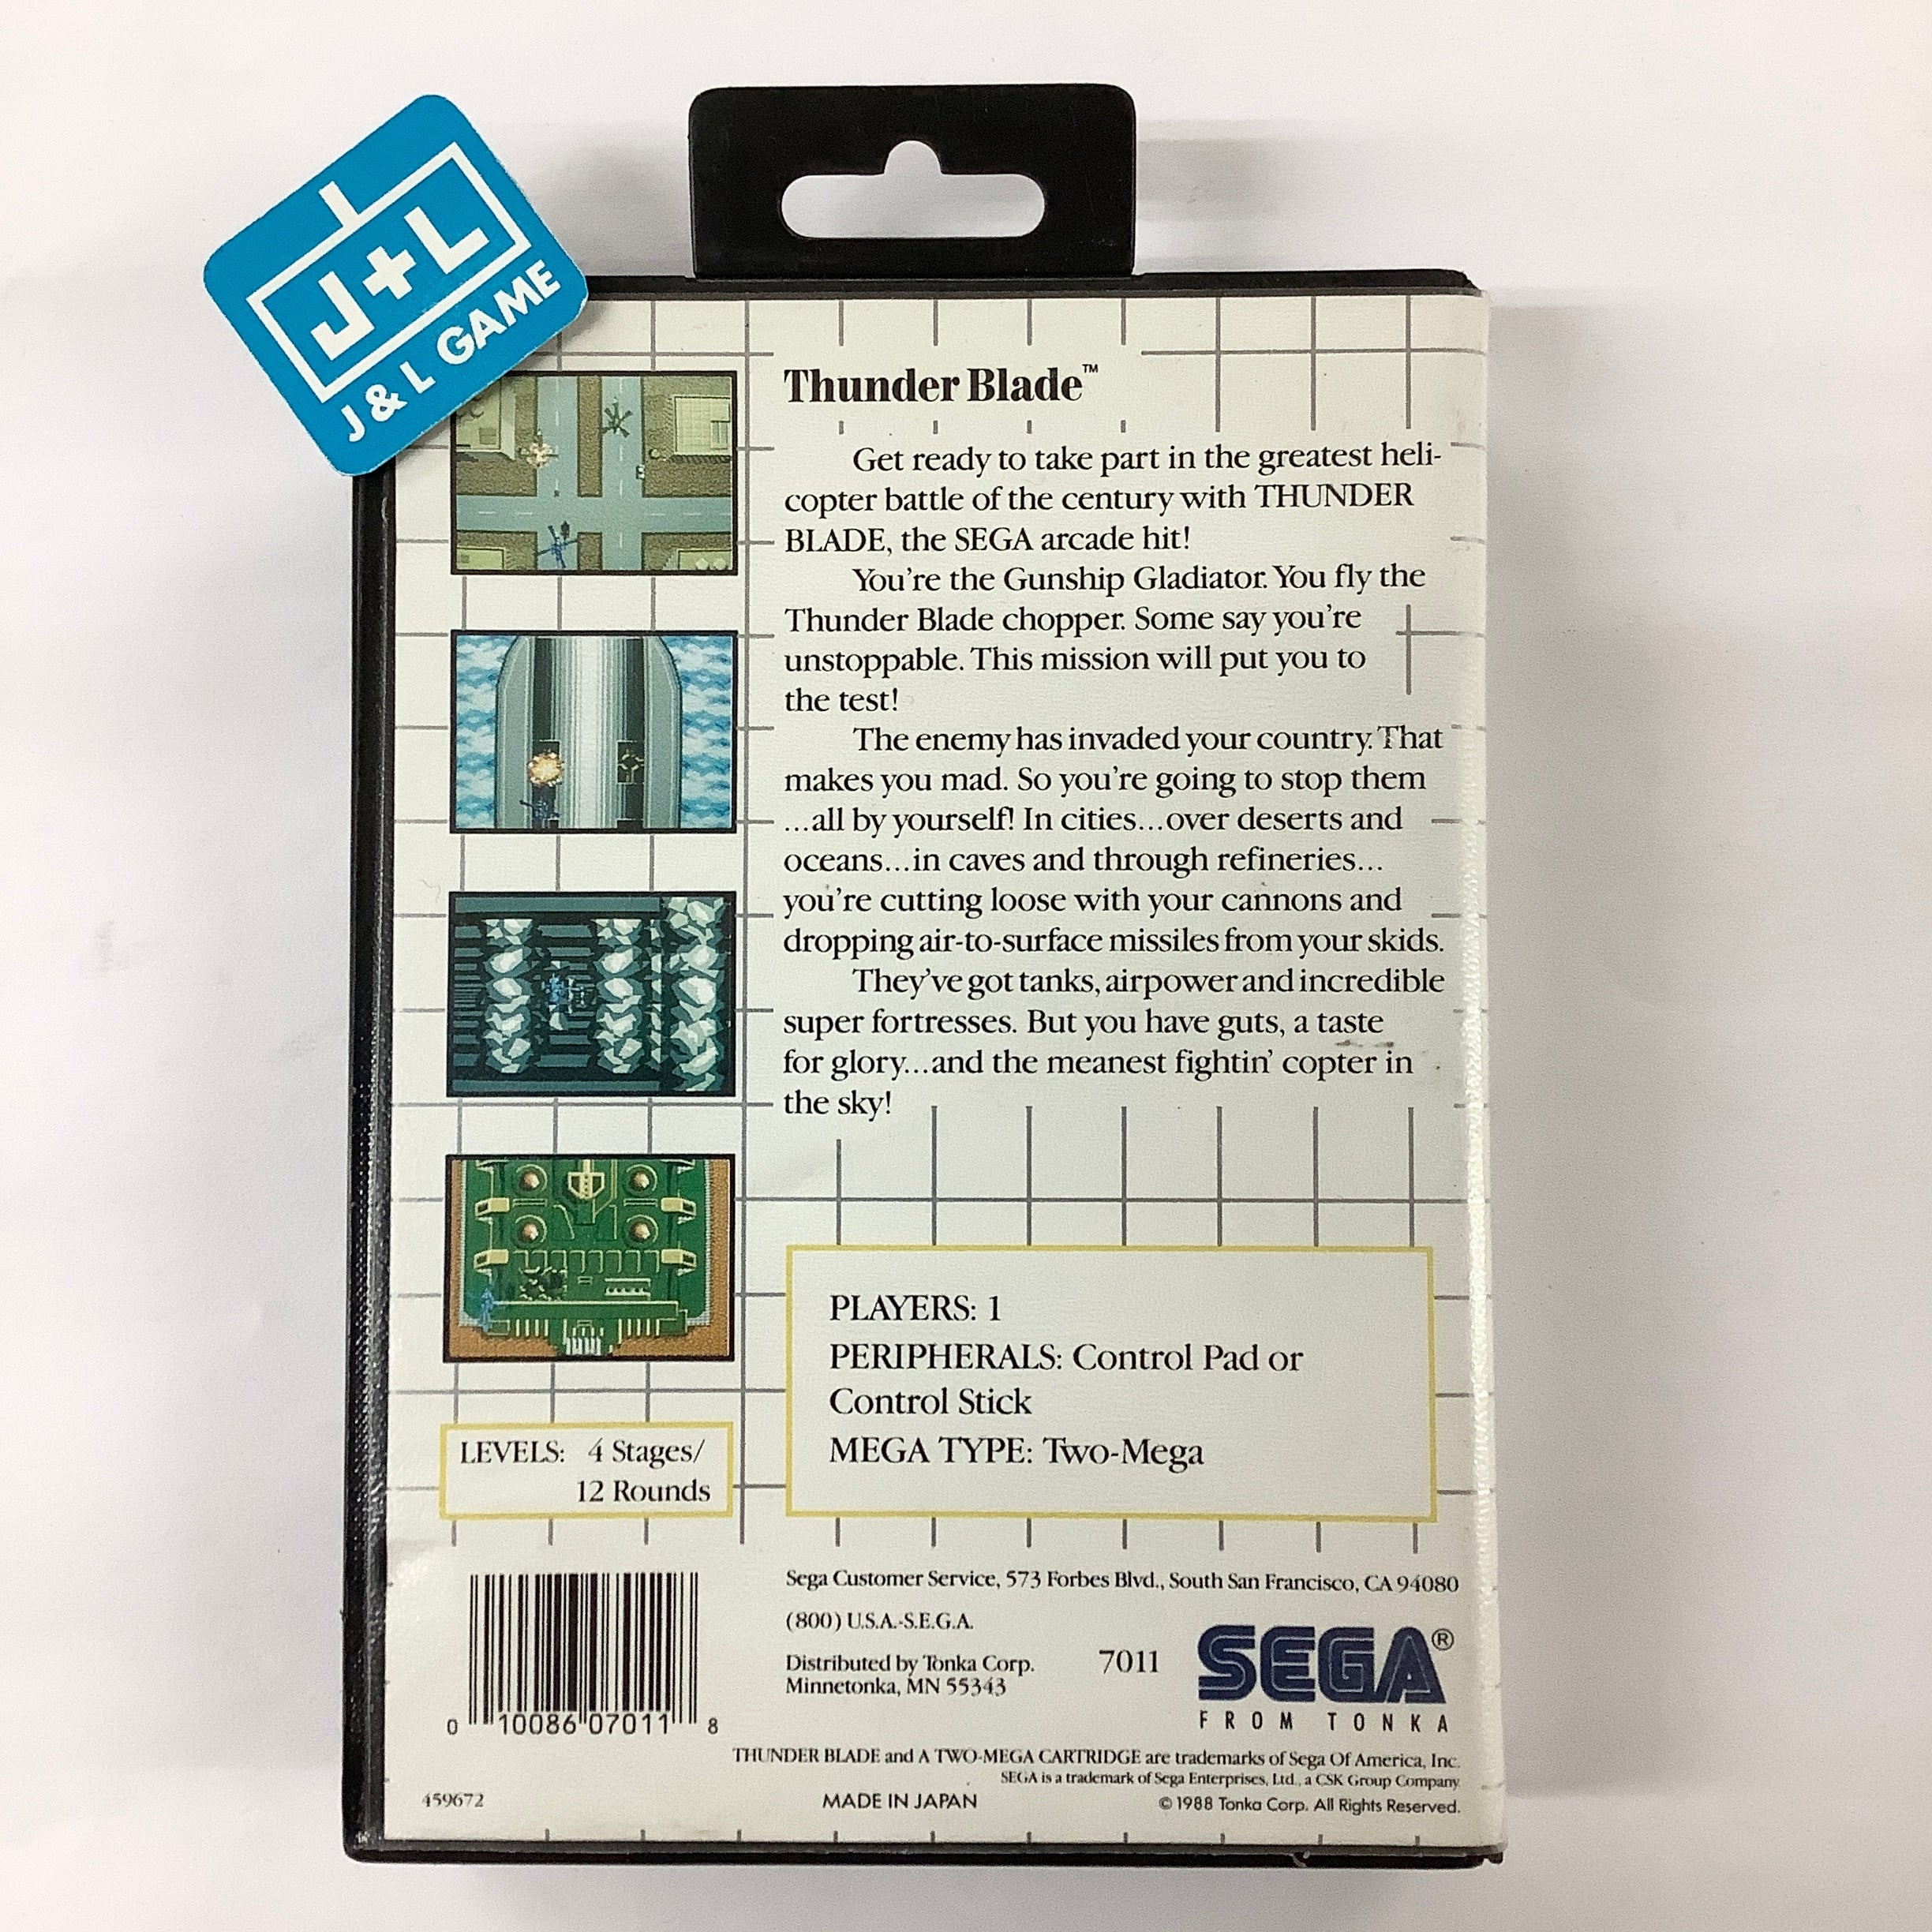 J+L
J & L GAME
Thunder Blade™
Get ready to take part in the greatest heli-
copter battle of the century with THUNDER
BLADE, the SEGA arcade hit!
You're the Gunship Gladiator. You fly the
Thunder Blade chopper. Some say you're
unstoppable. This mission will put you to
the test!
The enemy has invaded your country. That
makes you mad. So you're going to stop them
...all by yourself! In cities...over deserts and
oceans...in caves and through refineries...
you're cutting loose with your cannons and
dropping air-to-surface missiles from your skids.
They've got tanks, airpower and incredible
super fortresses. But you have guts, a taste
for glory...and the meanest fightin' copter in
the sky!
PLAYERS: 1
PERIPHERALS: Control Pad or
Control Stick
MEGA TYPE: Two-Mega
LEVELS: 4 Stages/
12 Rounds
Sega Customer Service, 573 Forbes Blvd., South San Francisco, CA 94080
(800) U.S.A.-S.E.G.A.
Distributed by Tonka Corp.
Minnetonka, MN 55343
7011
SEGA®
FROM TONKA
0 10086 07011 8
THUNDER BLADE and A TWO-MEGA CARTRIDGE are trademarks of Sega Of America, Inc.
SEGA is a trademark of Sega Enterprises, Ltd., a CSK Group Company.
459672
MADE IN JAPAN
© 1988 Tonka Corp. All Rights Reserved.